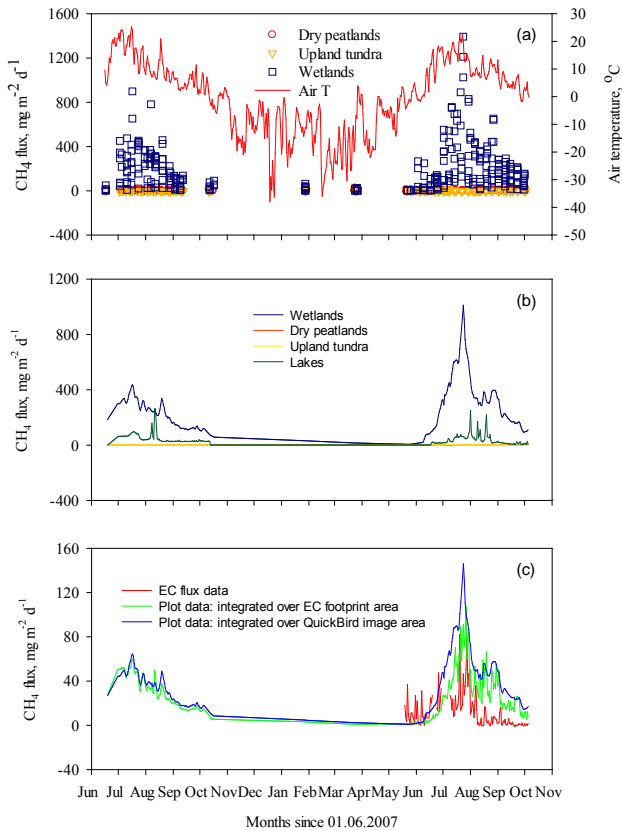 (a)
Dry peatlands
Upland tundra
Wetlands
Air T
1600
1200
800
400
0
-400
30
20
10
0
-10
-20
-30
-40
-50
CH4 flux, mg m-2 d-1
Air temperature, °C
(b)
Wetlands
Dry peatlands
Upland tundra
Lakes
1200
800
400
0
-400
CH4 flux, mg m-2 d-1
(c)
EC flux data
Plot data: integrated over EC footprint area
Plot data: integrated over QuickBird image area
160
120
80
40
0
-40
CH4 flux, mg m-2 d-1
Jun Jul Aug Sep Oct Nov Dec Jan Feb Mar Apr May Jun Jul Aug Sep Oct Nov
Months since 01.06.2007